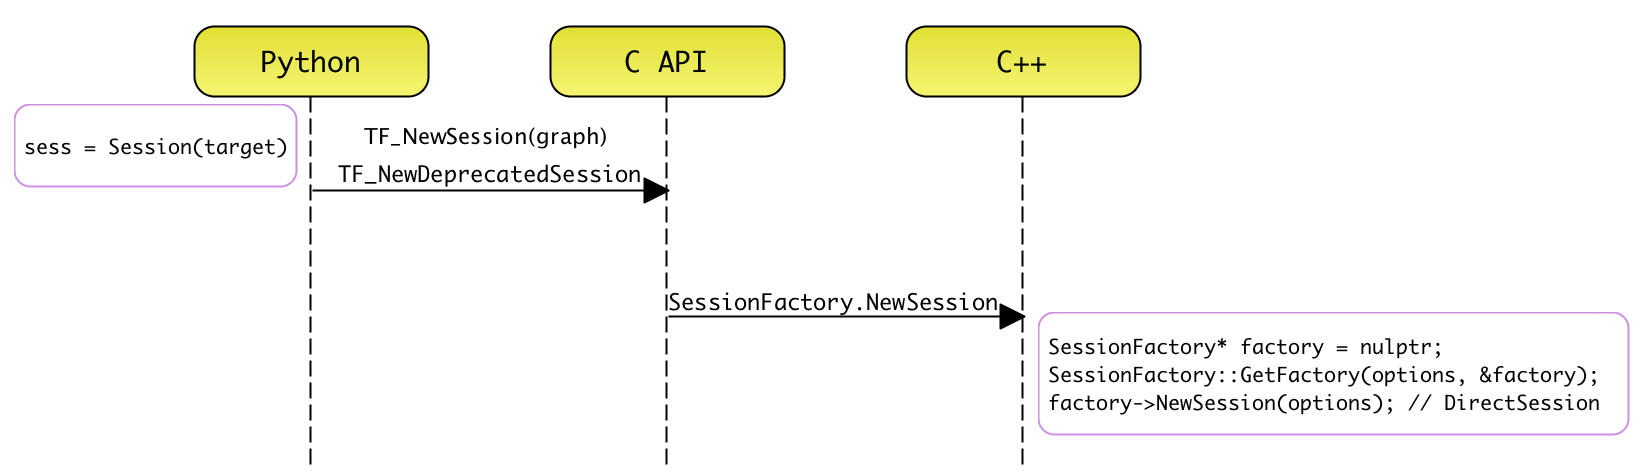 Python
C API
C++
sess = Session(target)
TF_NewSession(graph)
TF_NewDeprecatedSession
SessionFactory.NewSession
SessionFactory* factory = nulptr;
SessionFactory::GetFactory(options, &factory);
factory->NewSession(options); // DirectSession